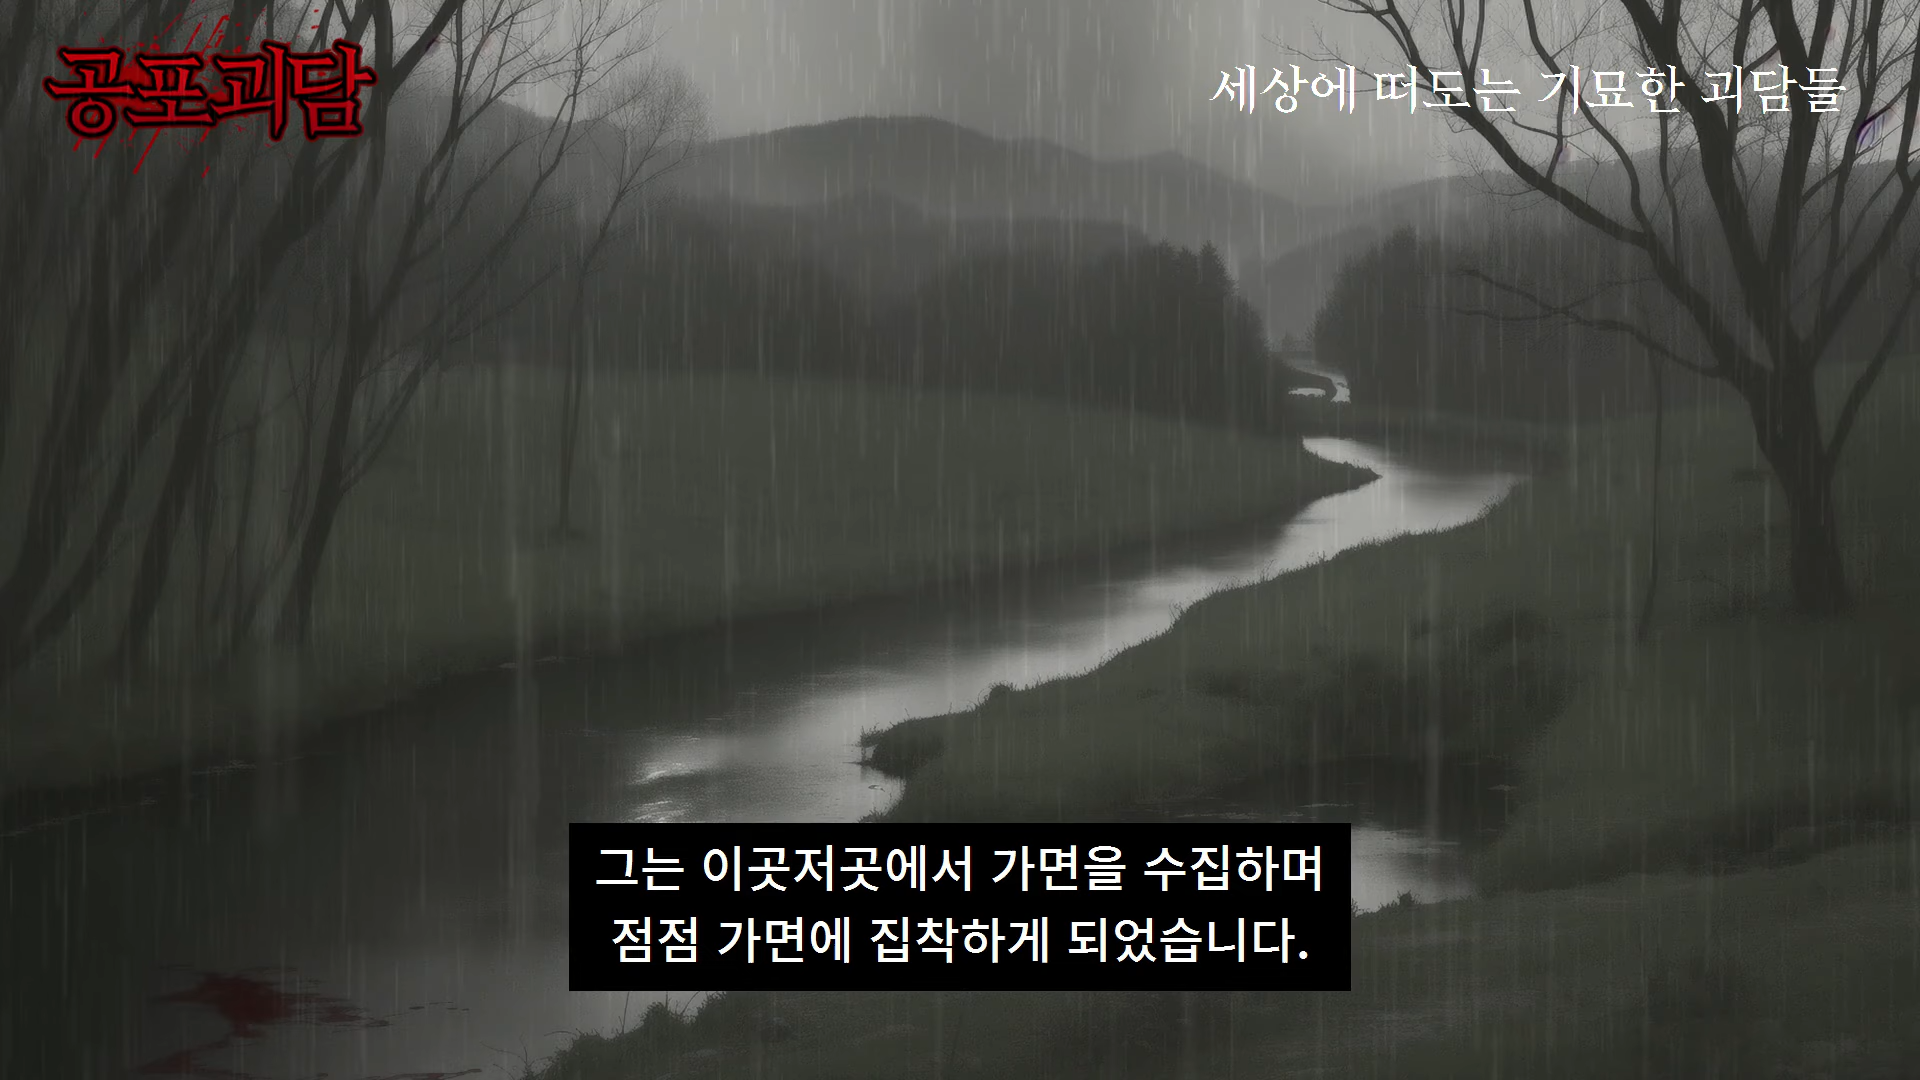 공포괴담
세상에 떠도는 기묘한 괴담들
그는 이곳저곳에서 가면을 수집하며
점점 가면에 집착하게 되었습니다.